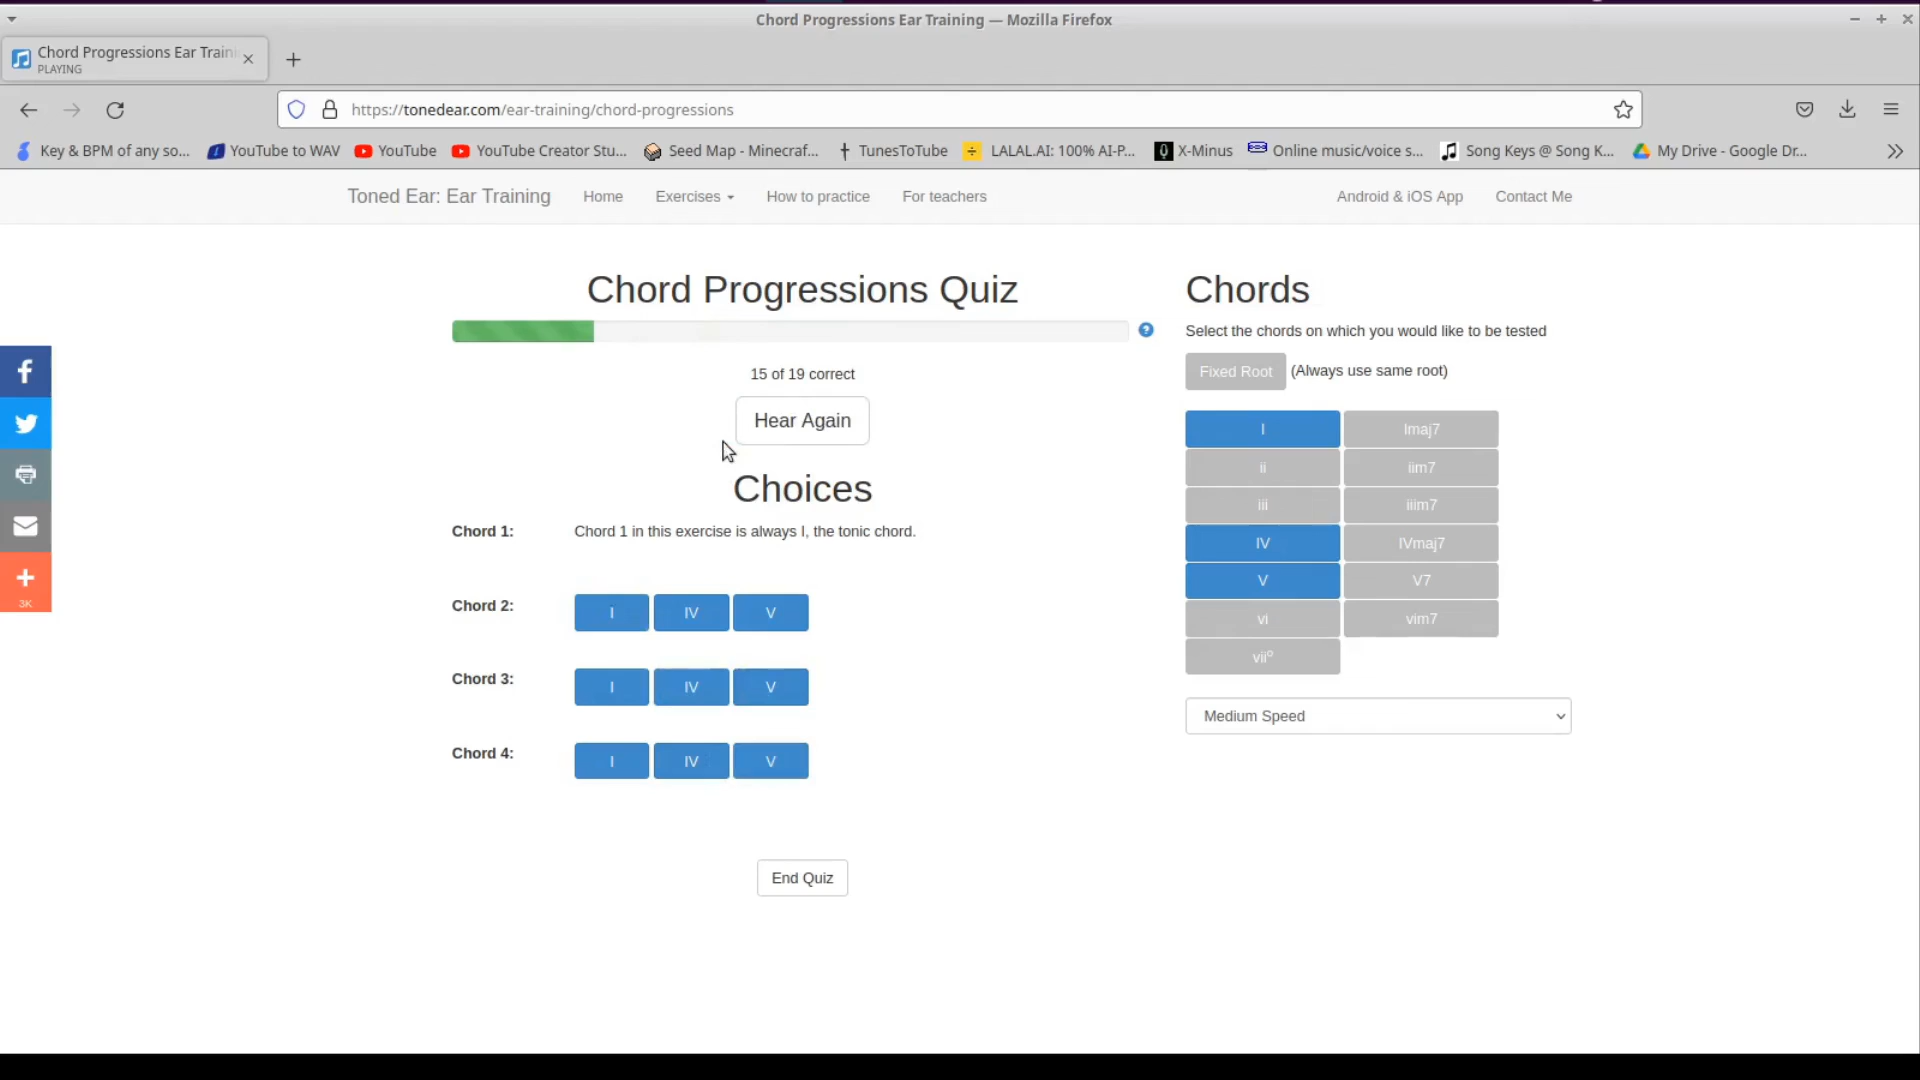 Chord Progressions Ear Training — Mozilla Firefox
Chord Progressions Ear Traini
PLAYING
https://tonedear.com/ear-training/chord-progressions
Key & BPM of any so... YouTube to WAV YouTube YouTube Creator Stu... Seed Map - Minecraf... TunesToTube LALAL.AI: 100% AI-P... X-Minus Online music/voice s... Song Keys @ Song K... My Drive - Google Dr...
Toned Ear: Ear Training Home Exercises How to practice For teachers Android & iOS App Contact Me
Chord Progressions Quiz
?
15 of 19 correct
Hear Again
Choices
Chord 1: Chord 1 in this exercise is always I, the tonic chord.
Chord 2: I IV V
Chord 3: I IV V
Chord 4: I IV V
End Quiz
Chords
Select the chords on which you would like to be tested
Fixed Root (Always use same root)
I Imaj7
ii iim7
iii iiim7
IV IVmaj7
V V7
vi vim7
viiº
Medium Speed
3K